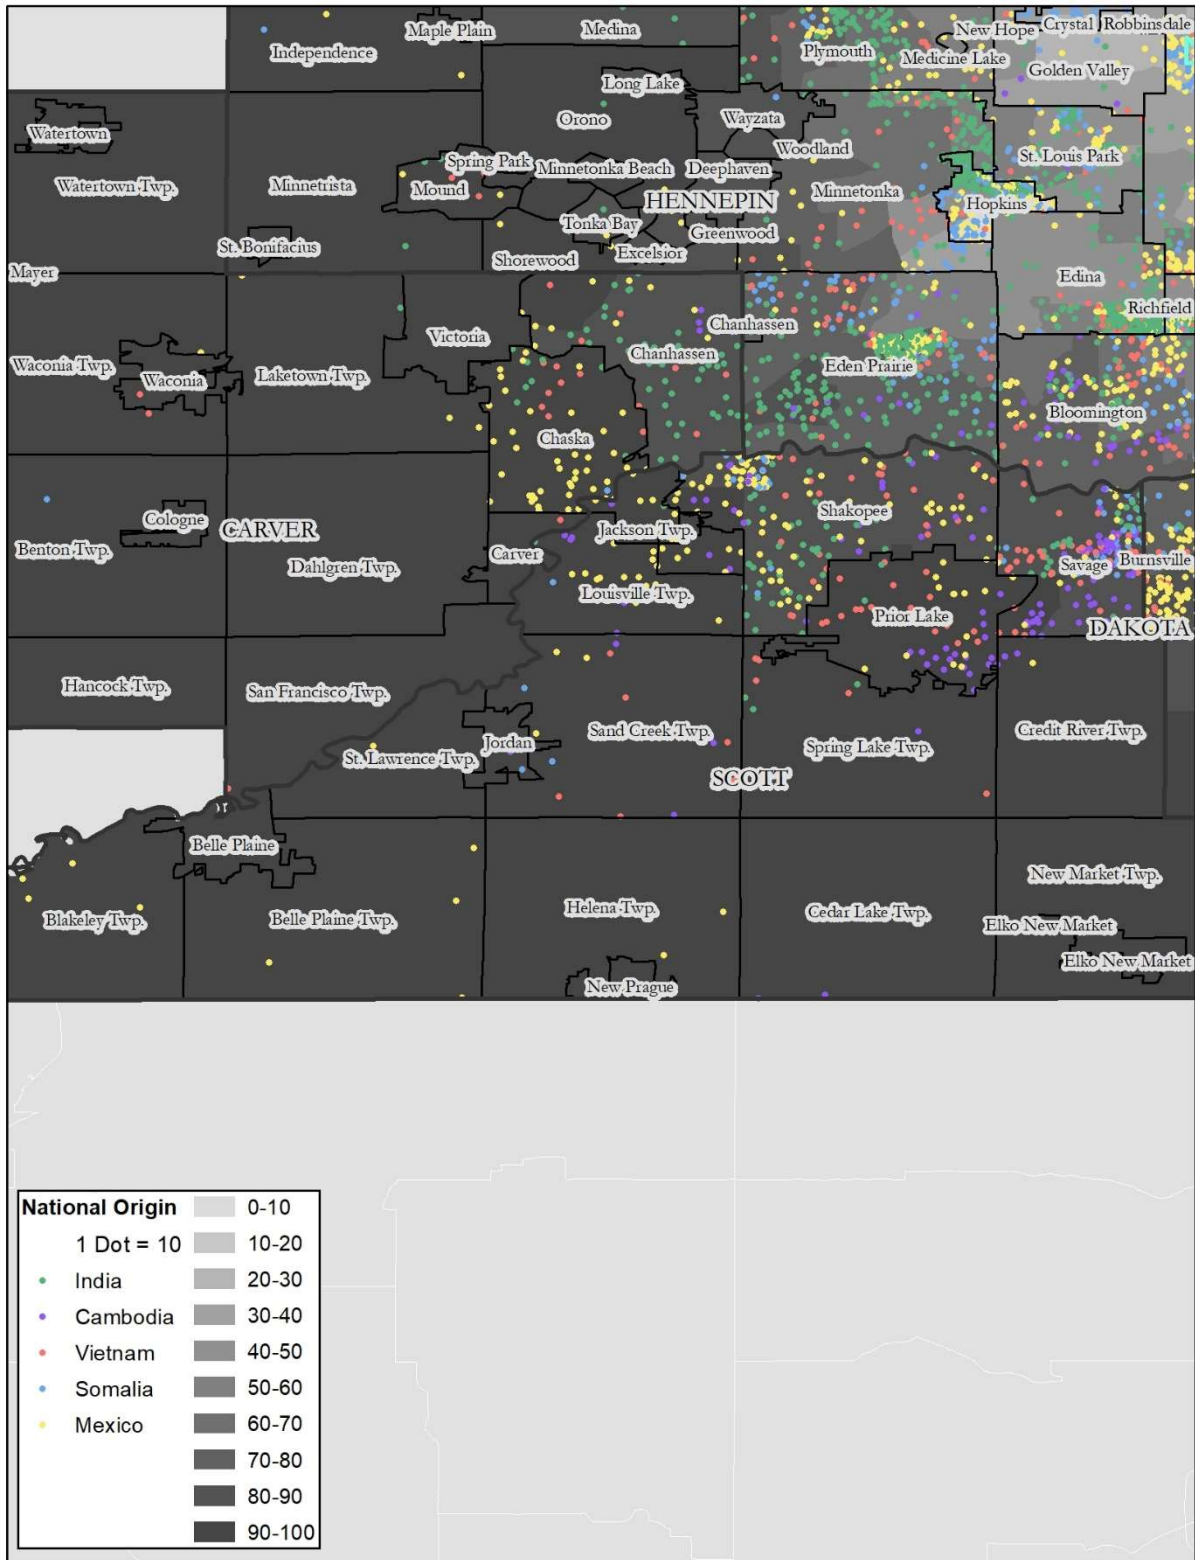 Maple Plain
Medina
Crystal
Robbinsdale
New Hope
Independence
Plymouth
Medicine Lake
Golden Valley
Long Lake
Orono
Wayzata
Watertown
Woodland
St. Louis Park
Spring Park
Minnetonka Beach
Deephaven
Watertown Twp.
Minnetrista
Mound
Minnetonka
HENNEPIN
Hopkins
Tonka Bay
Greenwood
St. Bonifacius
Excelsior
Shorewood
Mayer
Edina
Richfield
Victoria
Chanhassen
Chanhassen
Waconia Twp.
Waconia
Laketown Twp.
Eden Prairie
Bloomington
Chaska
Cologne
CARVER
Jackson Twp.
Shakopee
Benton Twp.
Carver
Dahlgren Twp.
Savage
Burnsville
Louisville Twp.
Prior Lake
DAKOTA
Hancock Twp.
San Francisco Twp.
St. Lawrence Twp.
Jordan
Sand Creek Twp.
Spring Lake Twp.
Credit River Twp.
SCOTT
Belle Plaine
New Market Twp.
Blakeley Twp.
Belle Plaine Twp.
Helena Twp.
Cedar Lake Twp.
Elko New Market
Elko New Market
New Prague
National Origin
1 Dot = 10
India
Cambodia
Vietnam
Somalia
Mexico
0-10
10-20
20-30
30-40
40-50
50-60
60-70
70-80
80-90
90-100